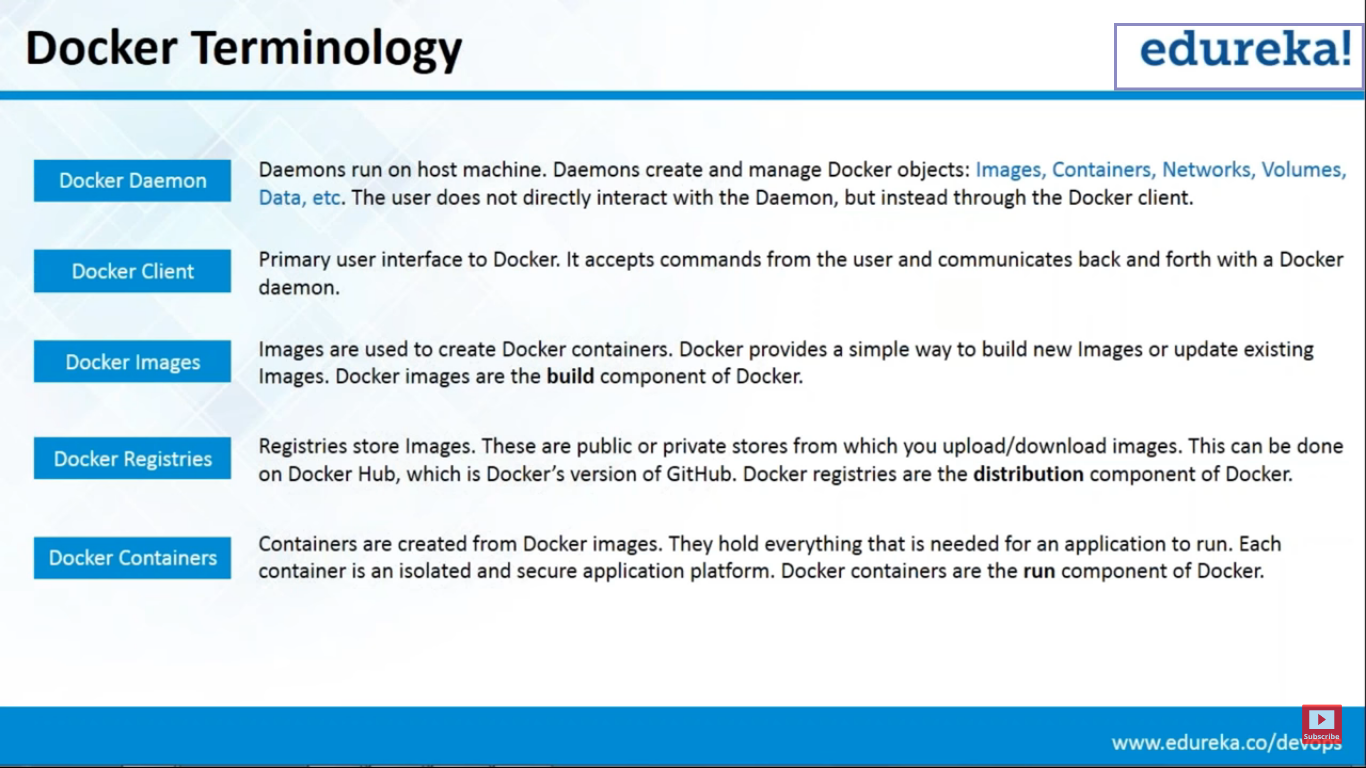 Docker Terminology
edureka!
Docker Daemon
Daemons run on host machine. Daemons create and manage Docker objects: Images, Containers, Networks, Volumes,
Data, etc. The user does not directly interact with the Daemon, but instead through the Docker client.
Docker Client
Primary user interface to Docker. It accepts commands from the user and communicates back and forth with a Docker
daemon.
Docker Images
Images are used to create Docker containers. Docker provides a simple way to build new Images or update existing
Images. Docker images are the build component of Docker.
Docker Registries
Registries store Images. These are public or private stores from which you upload/download images. This can be done
on Docker Hub, which is Docker’s version of GitHub. Docker registries are the distribution component of Docker.
Docker Containers
Containers are created from Docker images. They hold everything that is needed for an application to run. Each
container is an isolated and secure application platform. Docker containers are the run component of Docker.
Subscribe
www.edureka.co/devops